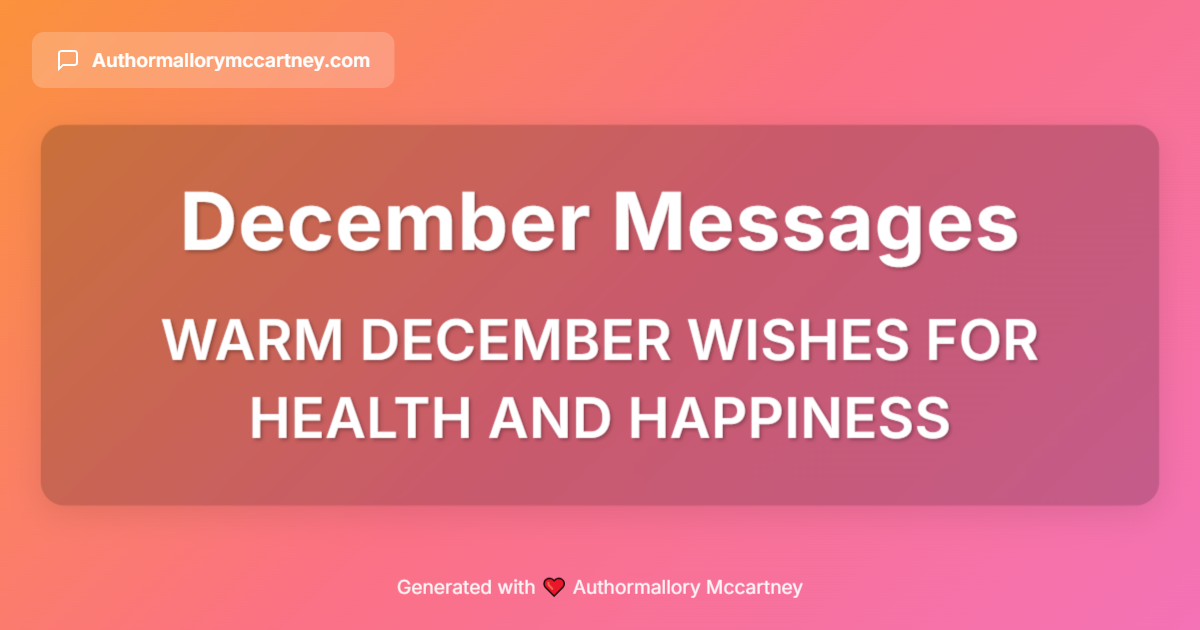 Authormallorymccartney.com
December Messages
WARM DECEMBER WISHES FOR
HEALTH AND HAPPINESS
Generated with ❤️ Authormallory Mccartney